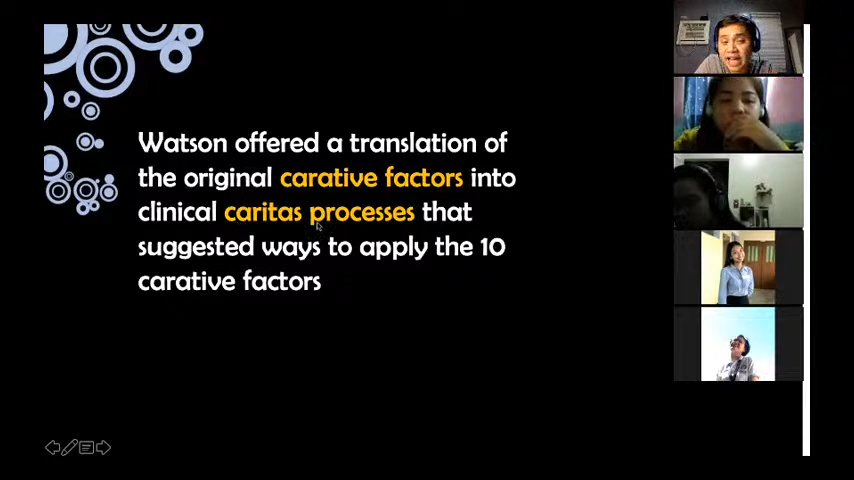 Watson offered a translation of
the original carative factors into
clinical caritas processes that
suggested ways to apply the 10
carative factors